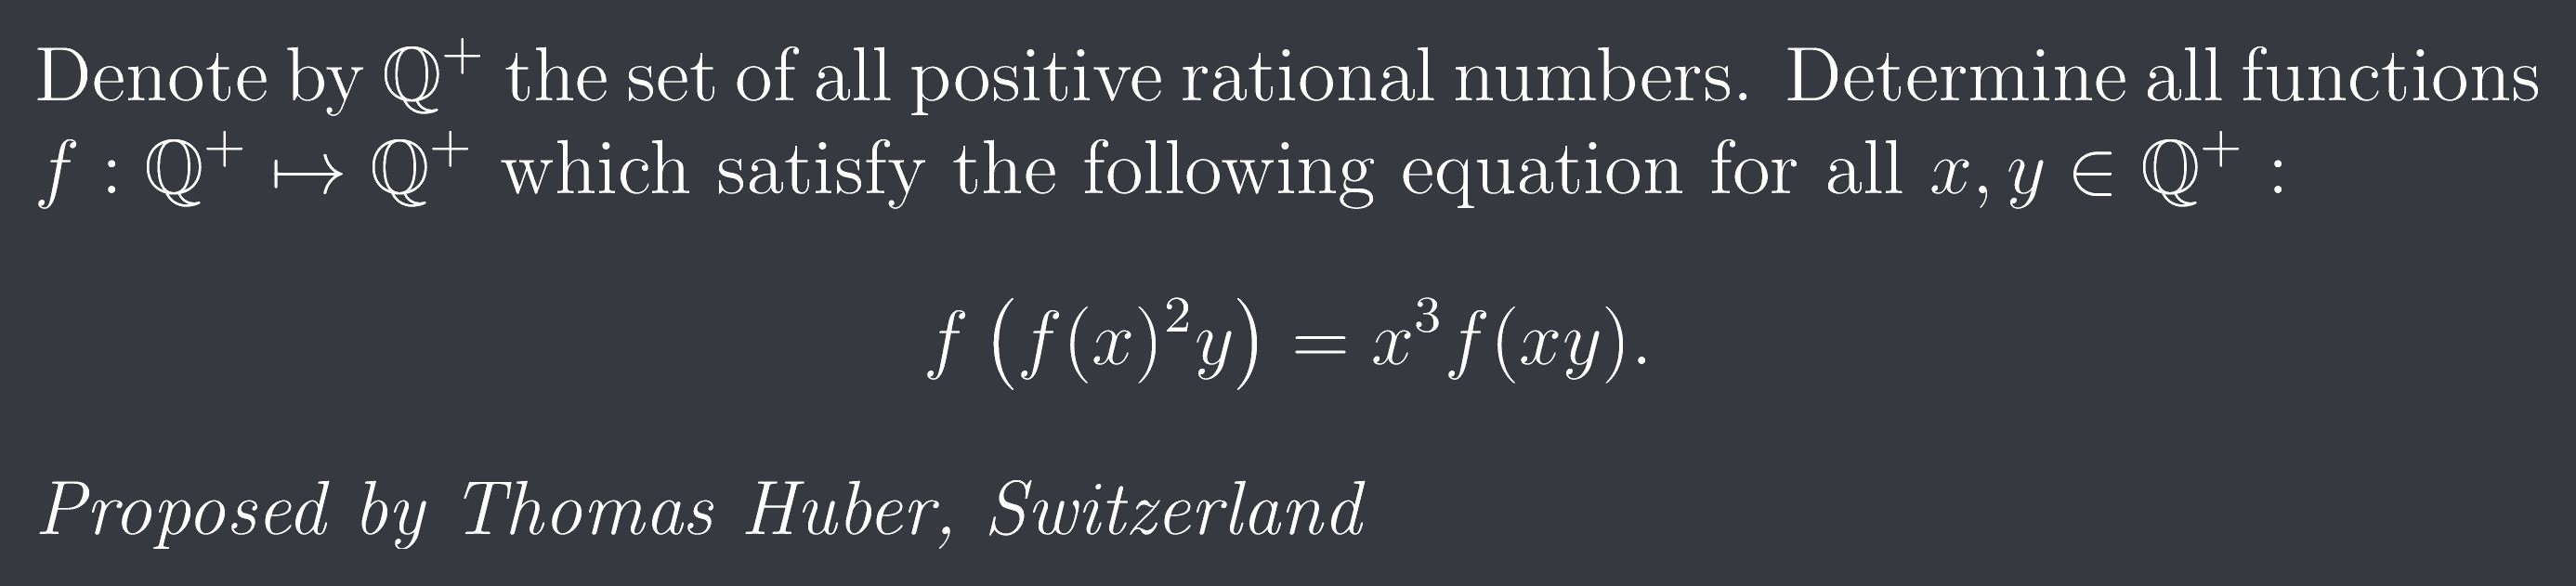 Denote by ℚ⁺ the set of all positive rational numbers. Determine all functions
f : ℚ⁺ ↦ ℚ⁺ which satisfy the following equation for all x, y ∈ ℚ⁺ :
f (f(x)²y) = x³f(xy).
Proposed by Thomas Huber, Switzerland